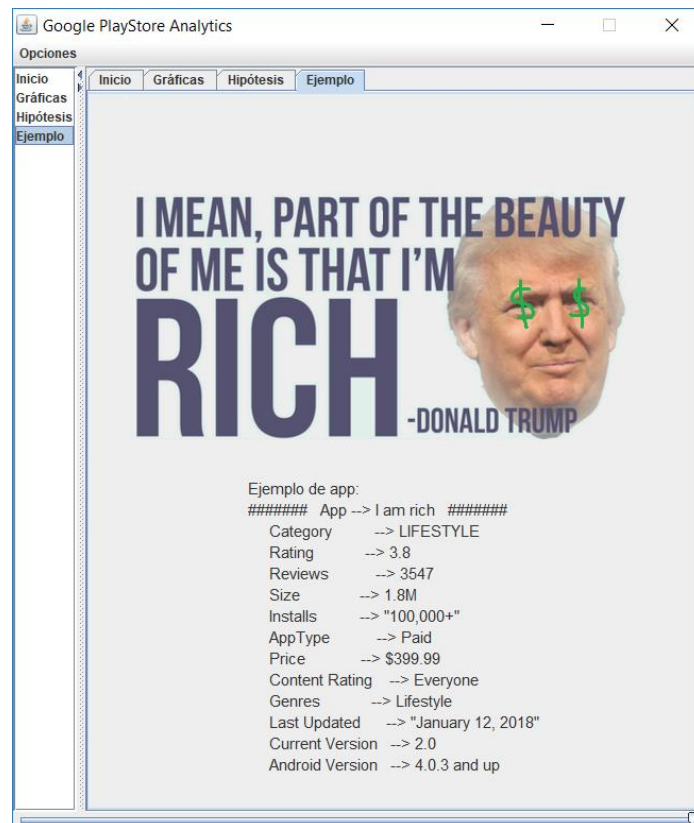 Google PlayStore Analytics
Opciones
Inicio
Gráficas
Hipótesis
Ejemplo
Inicio Gráficas Hipótesis Ejemplo
I MEAN, PART OF THE BEAUTY
OF ME IS THAT I'M
RICH
-DONALD TRUMP
$ $
Ejemplo de app:
####### App --> I am rich #######
Category --> LIFESTYLE
Rating --> 3.8
Reviews --> 3547
Size --> 1.8M
Installs --> "100,000+"
AppType --> Paid
Price --> $399.99
Content Rating --> Everyone
Genres --> Lifestyle
Last Updated --> "January 12, 2018"
Current Version --> 2.0
Android Version --> 4.0.3 and up